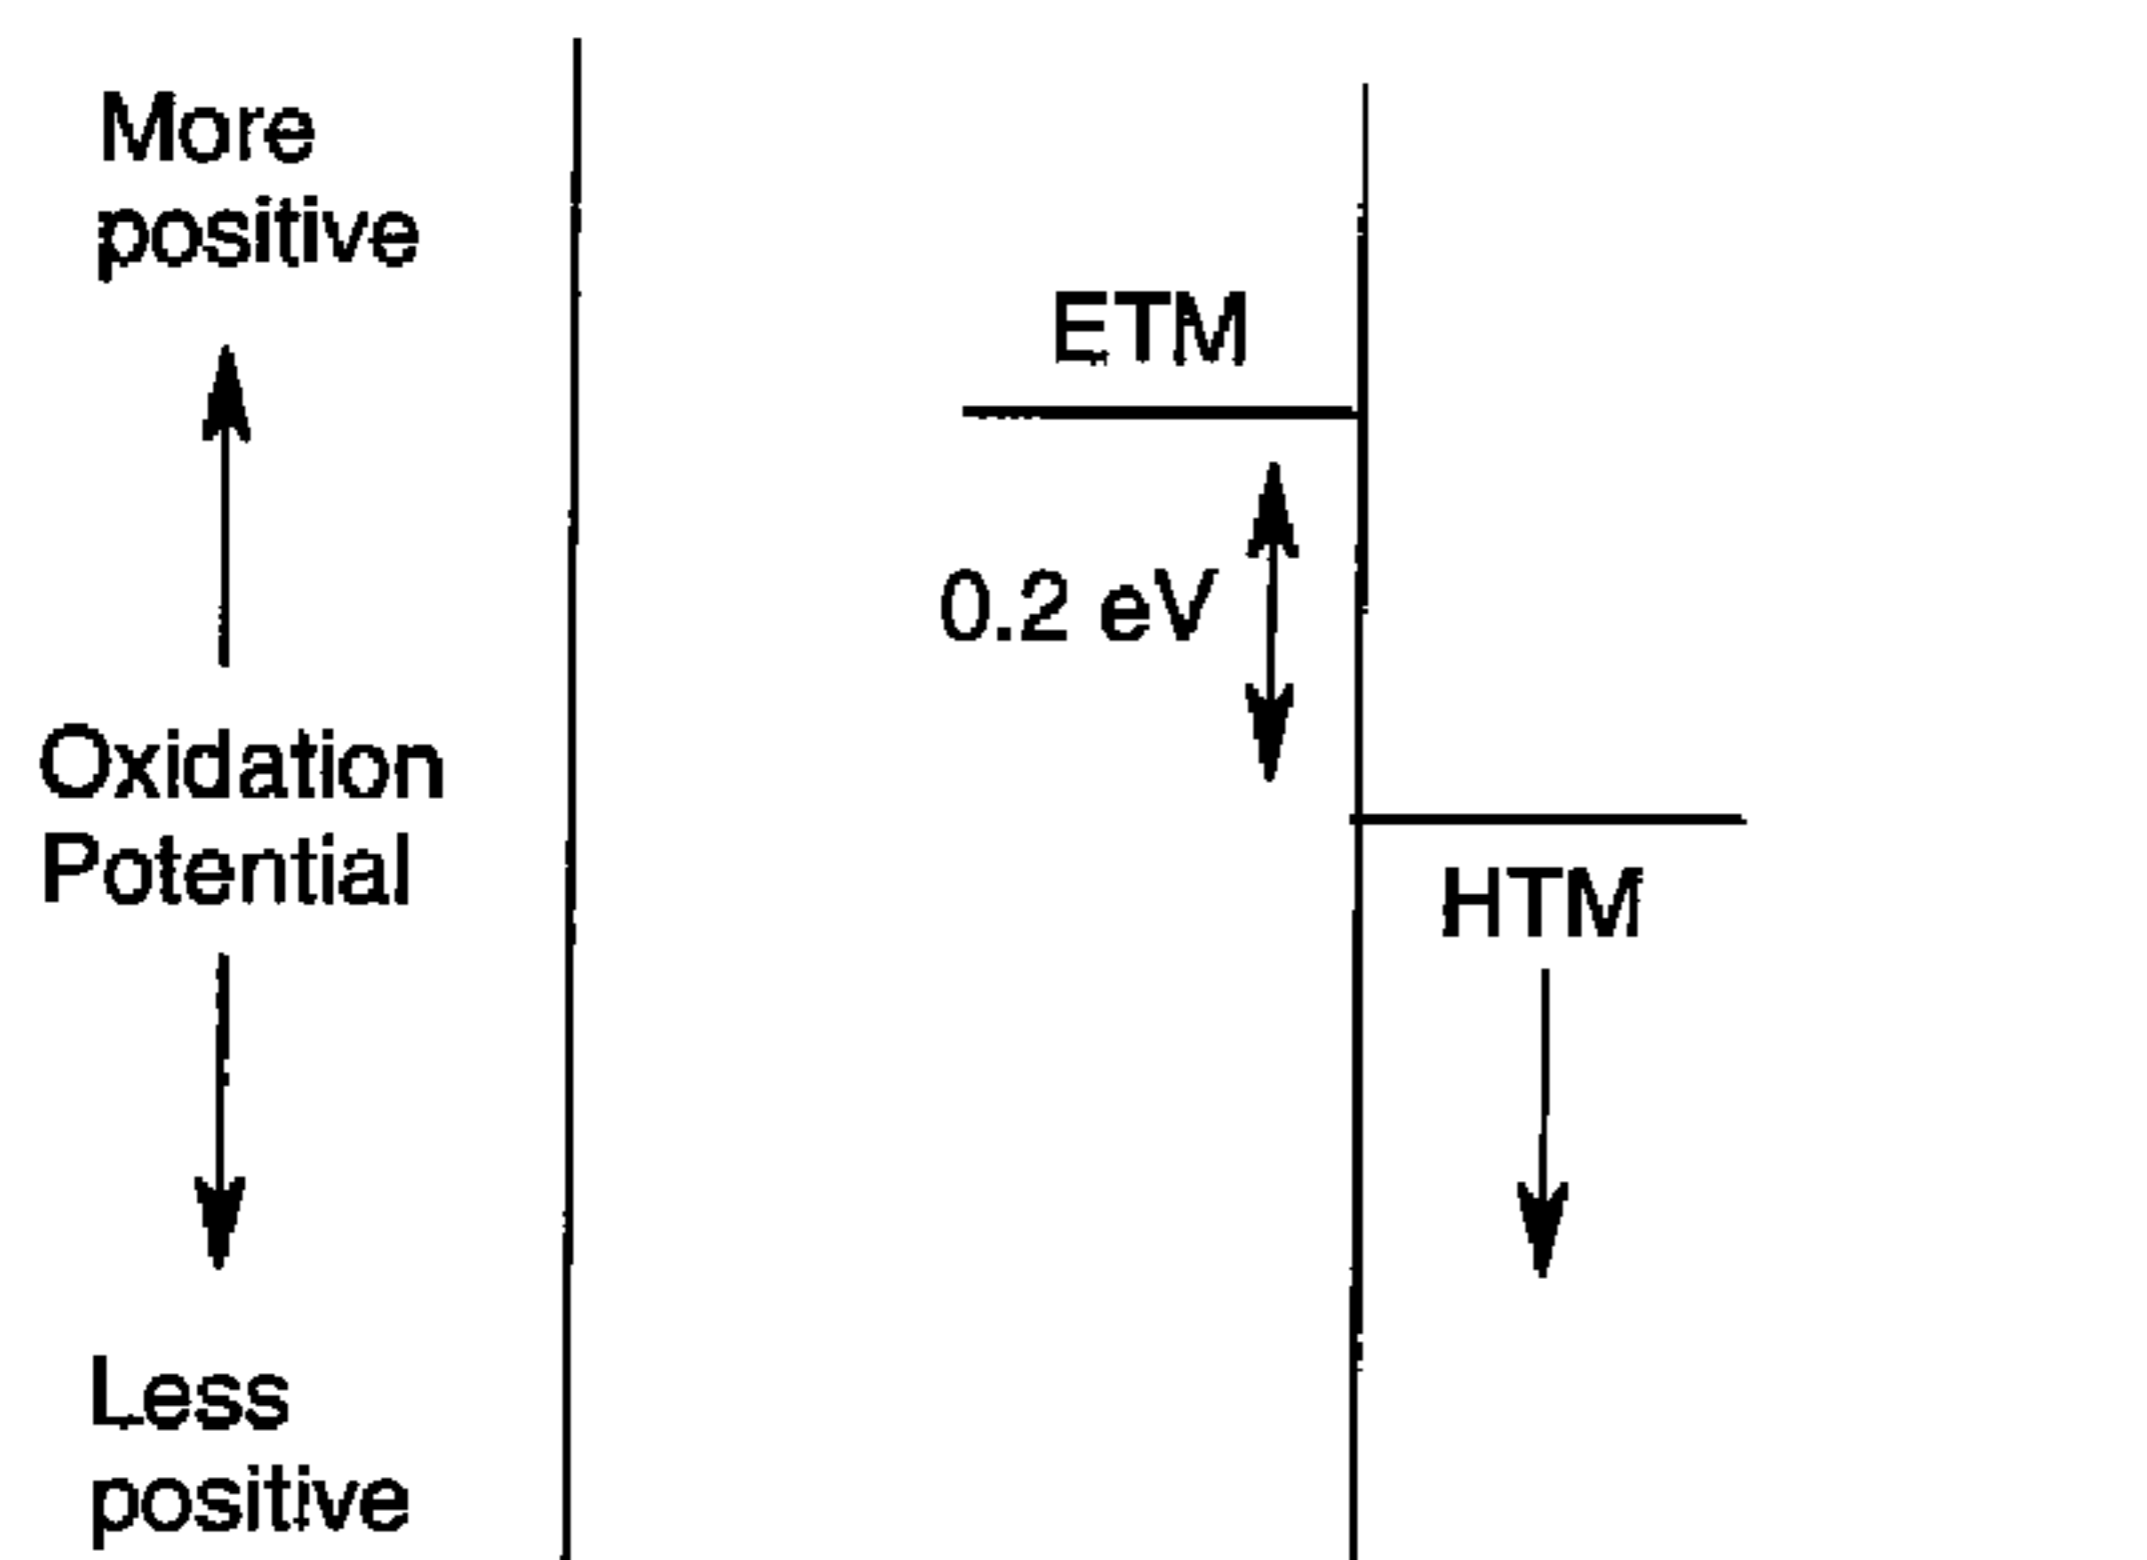 More
positive
Oxidation
Potential
Less
positive
ETM
0.2 eV
HTM